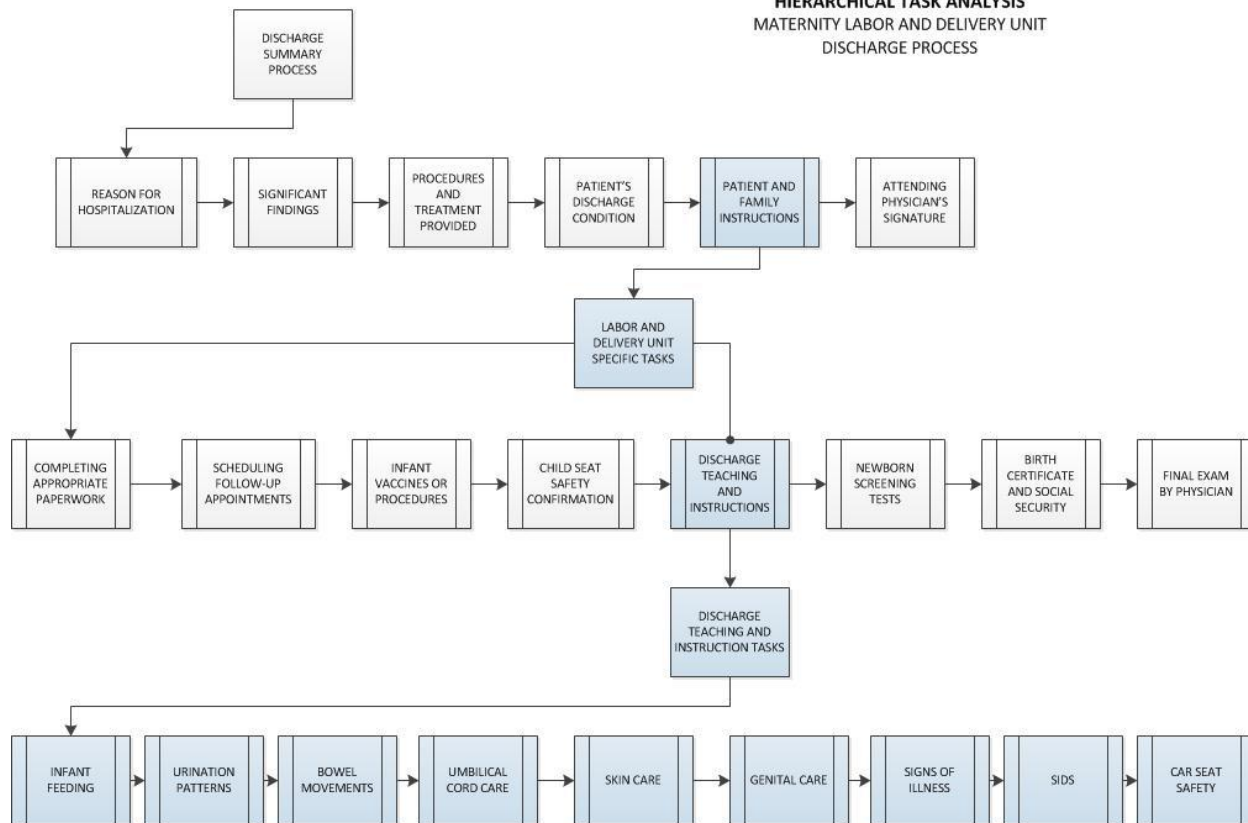 HIERARCHICAL TASK ANALYSIS
MATERNITY LABOR AND DELIVERY UNIT
DISCHARGE PROCESS
DISCHARGE
SUMMARY
PROCESS
REASON FOR
HOSPITALIZATION
SIGNIFICANT
FINDINGS
PROCEDURES
AND
TREATMENT
PROVIDED
PATIENT'S
DISCHARGE
CONDITION
PATIENT AND
FAMILY
INSTRUCTIONS
ATTENDING
PHYSICIAN'S
SIGNATURE
LABOR AND
DELIVERY UNIT
SPECIFIC TASKS
COMPLETING
APPROPRIATE
PAPERWORK
SCHEDULING
FOLLOW-UP
APPOINTMENTS
INFANT
VACCINES OR
PROCEDURES
CHILD SEAT
SAFETY
CONFIRMATION
DISCHARGE
TEACHING
AND
INSTRUCTIONS
NEWBORN
SCREENING
TESTS
BIRTH
CERTIFICATE
AND SOCIAL
SECURITY
FINAL EXAM
BY PHYSICIAN
DISCHARGE
TEACHING AND
INSTRUCTION TASKS
INFANT
FEEDING
URINATION
PATTERNS
BOWEL
MOVEMENTS
UMBILICAL
CORD CARE
SKIN CARE
GENITAL CARE
SIGNS OF
ILLNESS
SIDS
CAR SEAT
SAFETY